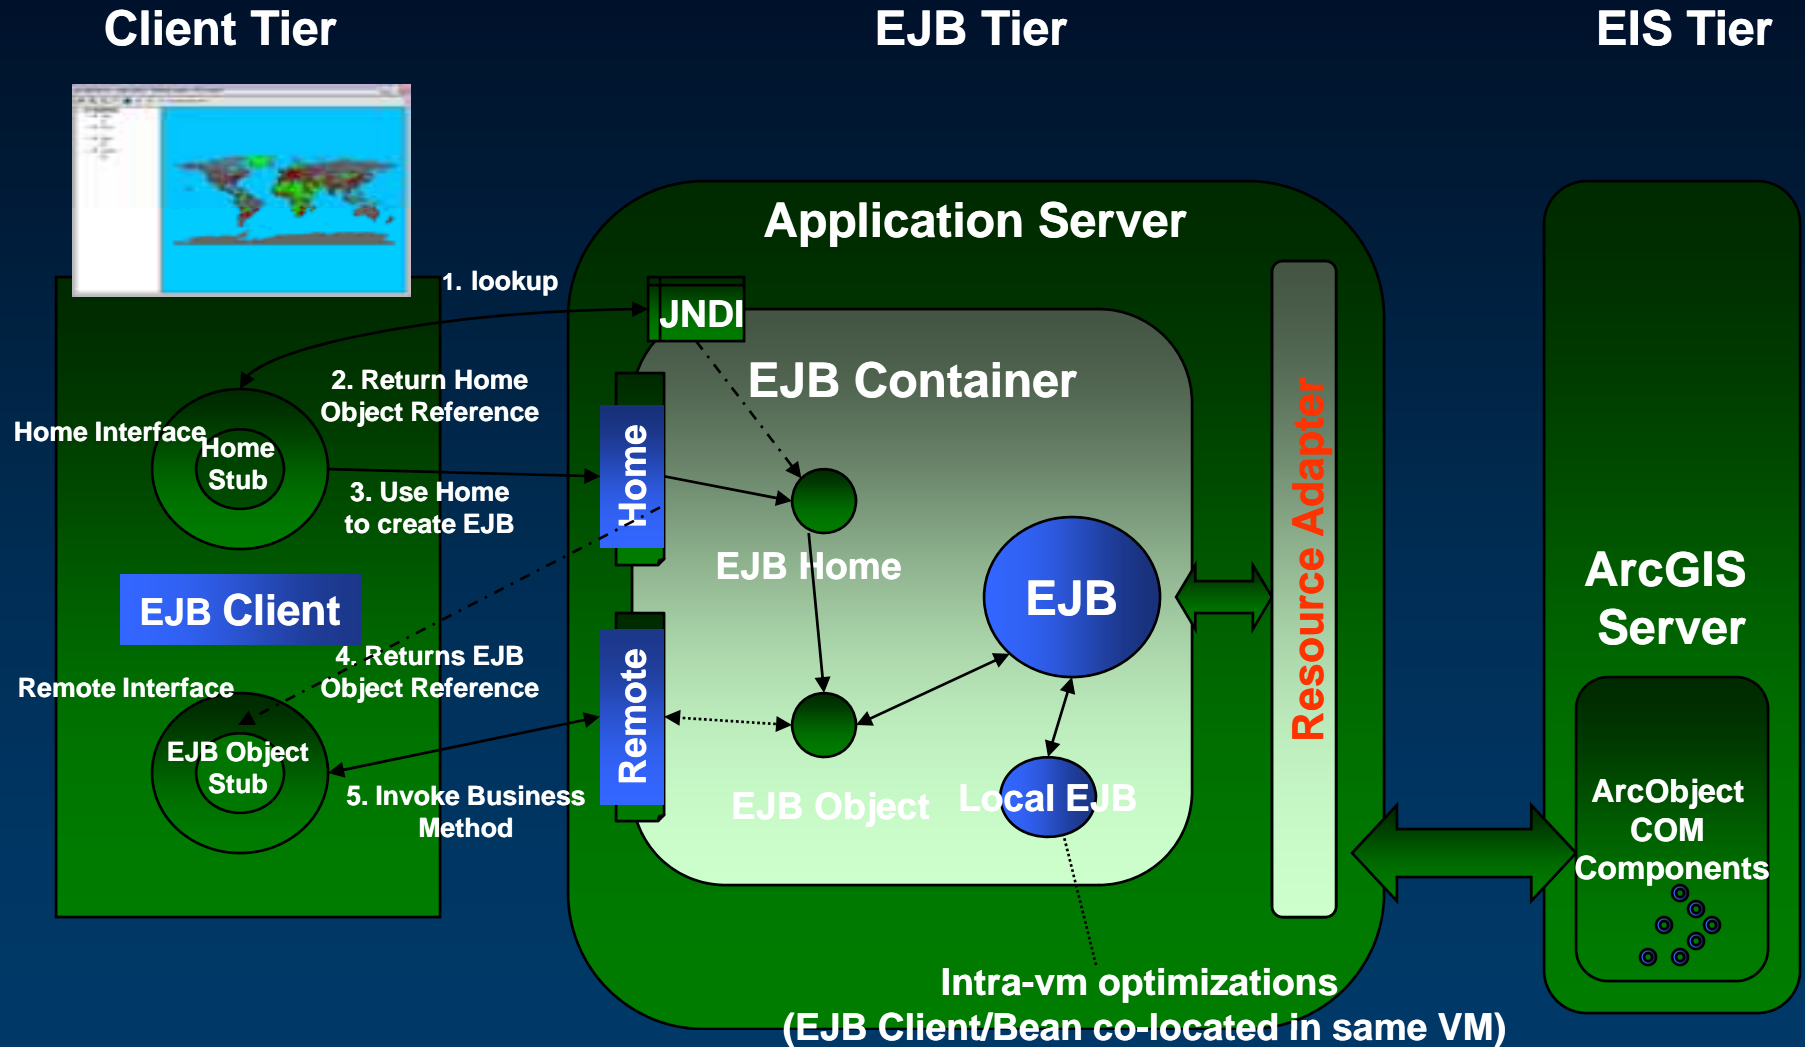 Client Tier
EJB Tier
EIS Tier
Application Server
1. lookup
JNDI
2. Return Home
Object Reference
EJB Container
Home Interface
Home
Stub
Home
3. Use Home
to create EJB
EJB Home
EJB
Resource Adapter
ArcGIS
Server
EJB Client
4. Returns EJB
Object Reference
Remote Interface
Remote
EJB Object
Stub
5. Invoke Business
Method
EJB Object
Local EJB
ArcObject
COM
Components
Intra-vm optimizations
(EJB Client/Bean co-located in same VM)